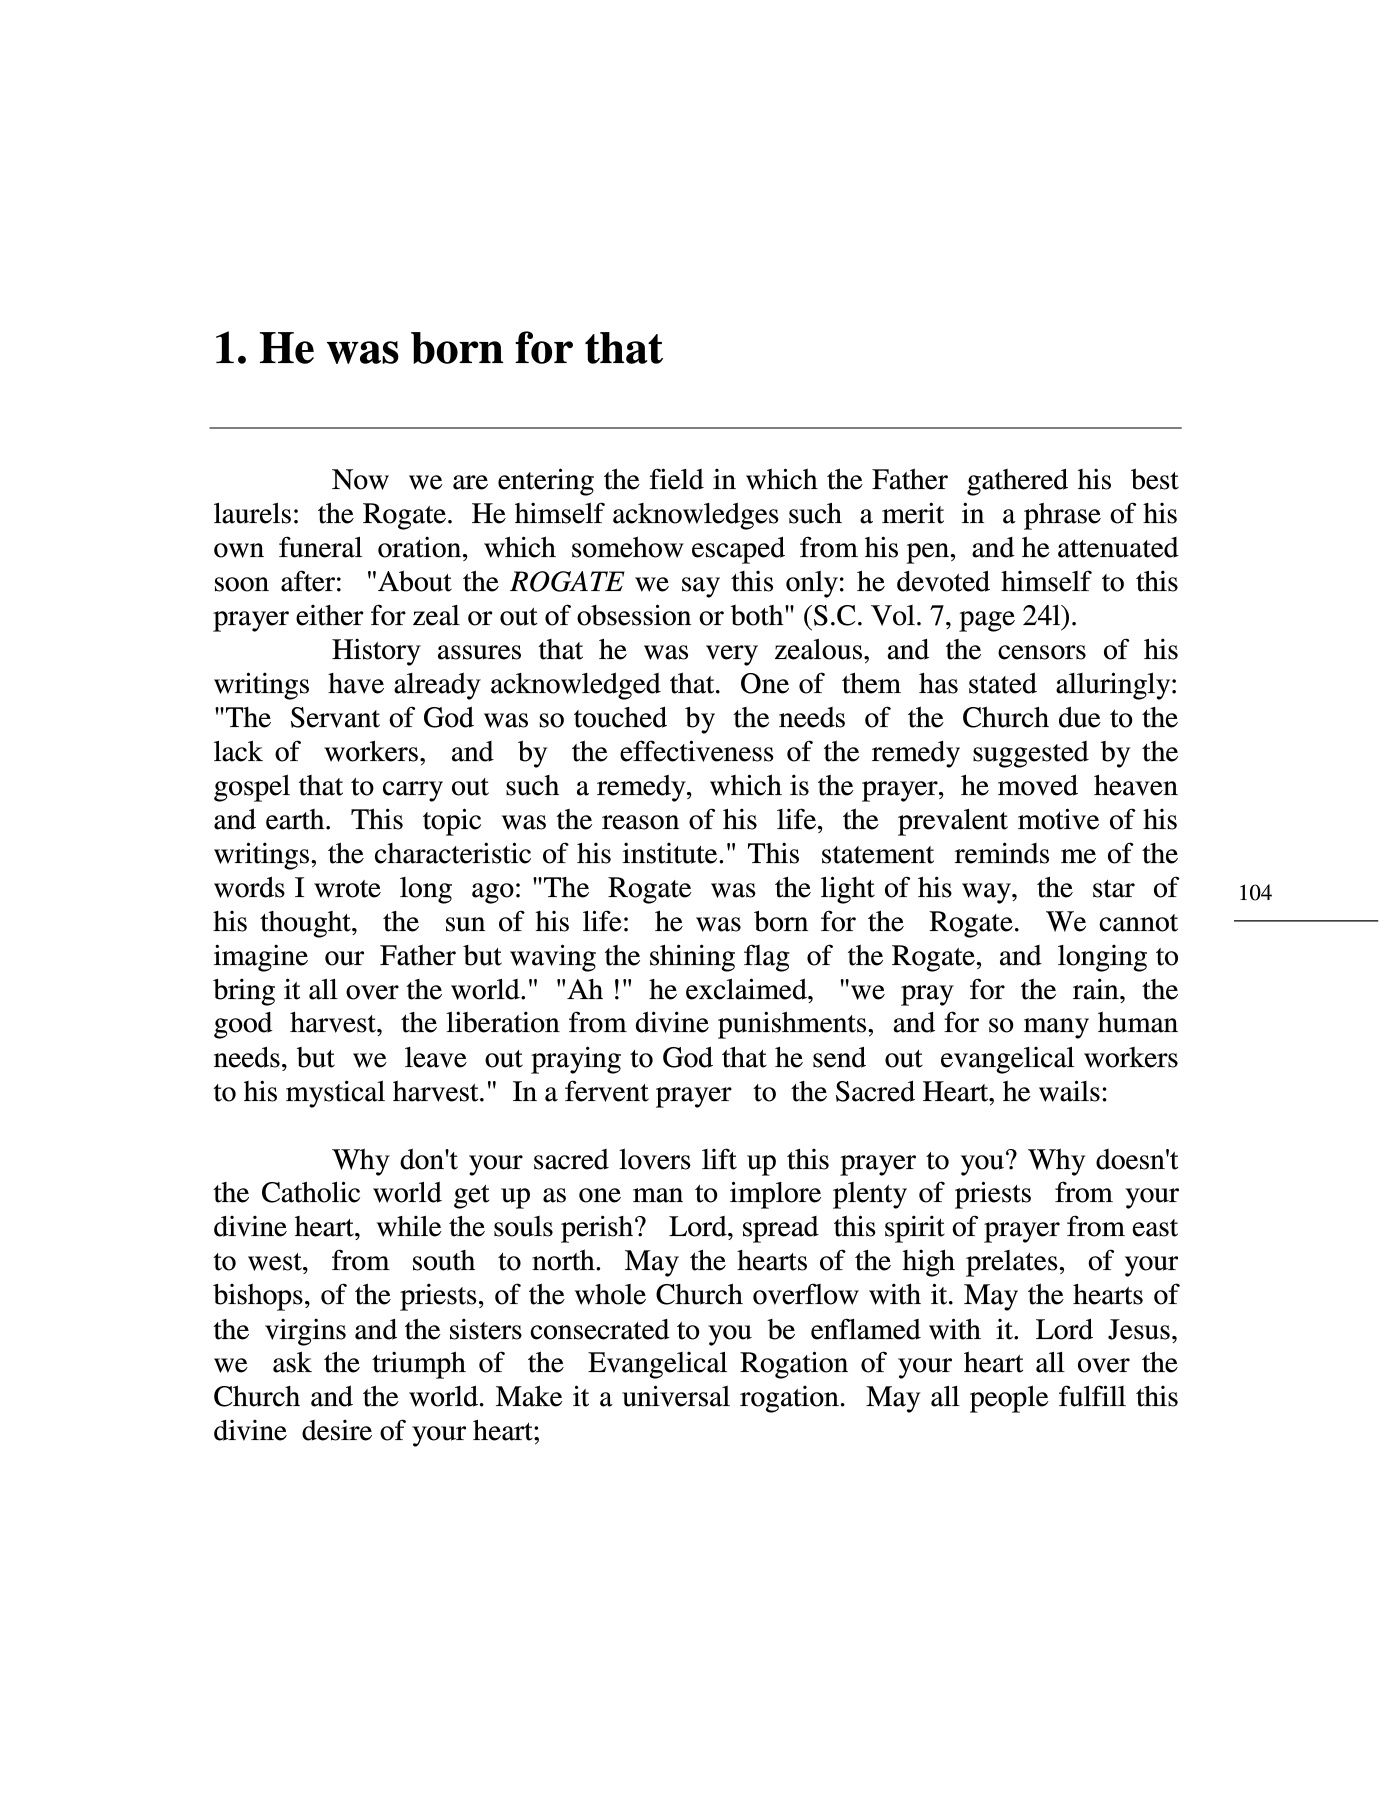 1. He was born for that
Now we are entering the field in which the Father gathered his best
laurels: the Rogate. He himself acknowledges such a merit in a phrase of his
own funeral oration, which somehow escaped from his pen, and he attenuated
soon after: "About the ROGATE we say this only: he devoted himself to this
prayer either for zeal or out of obsession or both" (S.C. Vol. 7, page 24l).
History assures that he was very zealous, and the censors of his
writings have already acknowledged that. One of them has stated alluringly:
"The Servant of God was so touched by the needs of the Church due to the
lack of workers, and by the effectiveness of the remedy suggested by the
gospel that to carry out such a remedy, which is the prayer, he moved heaven
and earth. This topic was the reason of his life, the prevalent motive of his
writings, the characteristic of his institute." This statement reminds me of the
words I wrote long ago: "The Rogate was the light of his way, the star of
his thought, the sun of his life: he was born for the Rogate. We cannot
imagine our Father but waving the shining flag of the Rogate, and longing to
bring it all over the world." "Ah !" he exclaimed, "we pray for the rain, the
good harvest, the liberation from divine punishments, and for so many human
needs, but we leave out praying to God that he send out evangelical workers
to his mystical harvest." In a fervent prayer to the Sacred Heart, he wails:
Why don't your sacred lovers lift up this prayer to you? Why doesn't
the Catholic world get up as one man to implore plenty of priests from your
divine heart, while the souls perish? Lord, spread this spirit of prayer from east
to west, from south to north. May the hearts of the high prelates, of your
bishops, of the priests, of the whole Church overflow with it. May the hearts of
the virgins and the sisters consecrated to you be enflamed with it. Lord Jesus,
we ask the triumph of the Evangelical Rogation of your heart all over the
Church and the world. Make it a universal rogation. May all people fulfill this
divine desire of your heart;
104